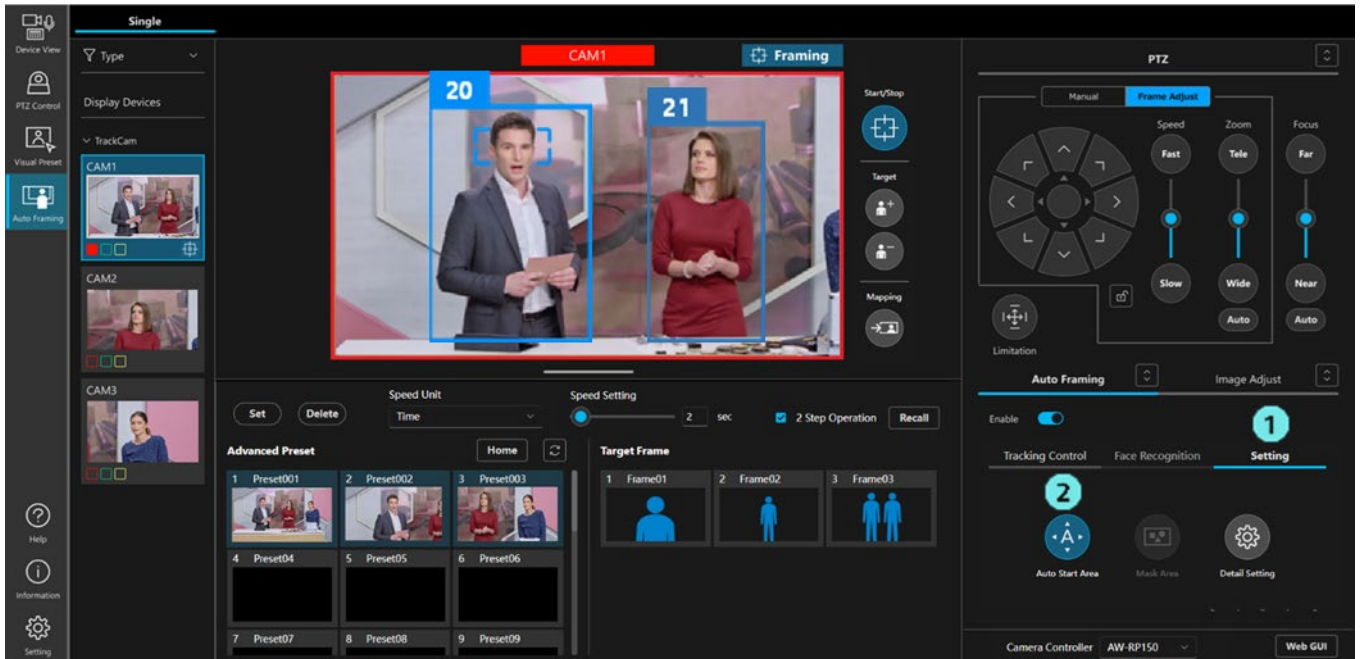 Device View
PTZ Control
Visual Preset
Auto Framing
Help
Information
Setting
Single
Type
Display Devices
TrackCam
CAM1
CAM2
CAM3
CAM1
Framing
20
21
Start/Stop
Target
Mapping
Set
Delete
Speed Unit
Time
Speed Setting
2 sec
2 Step Operation
Recall
Advanced Preset
Home
1 Preset001
2 Preset002
3 Preset003
4 Preset04
5 Preset05
6 Preset06
7 Preset07
8 Preset08
9 Preset09
Target Frame
1 Frame01
2 Frame02
3 Frame03
PTZ
Manual
Frame Adjust
Speed
Zoom
Focus
Fast
Tele
Far
Slow
Wide
Near
Auto
Auto
Limitation
Auto Framing
Image Adjust
Enable
1
Tracking Control
Face Recognition
Setting
2
A
Auto Start Area
Mask Area
Detail Setting
Camera Controller
AW-RP150
Web GUI